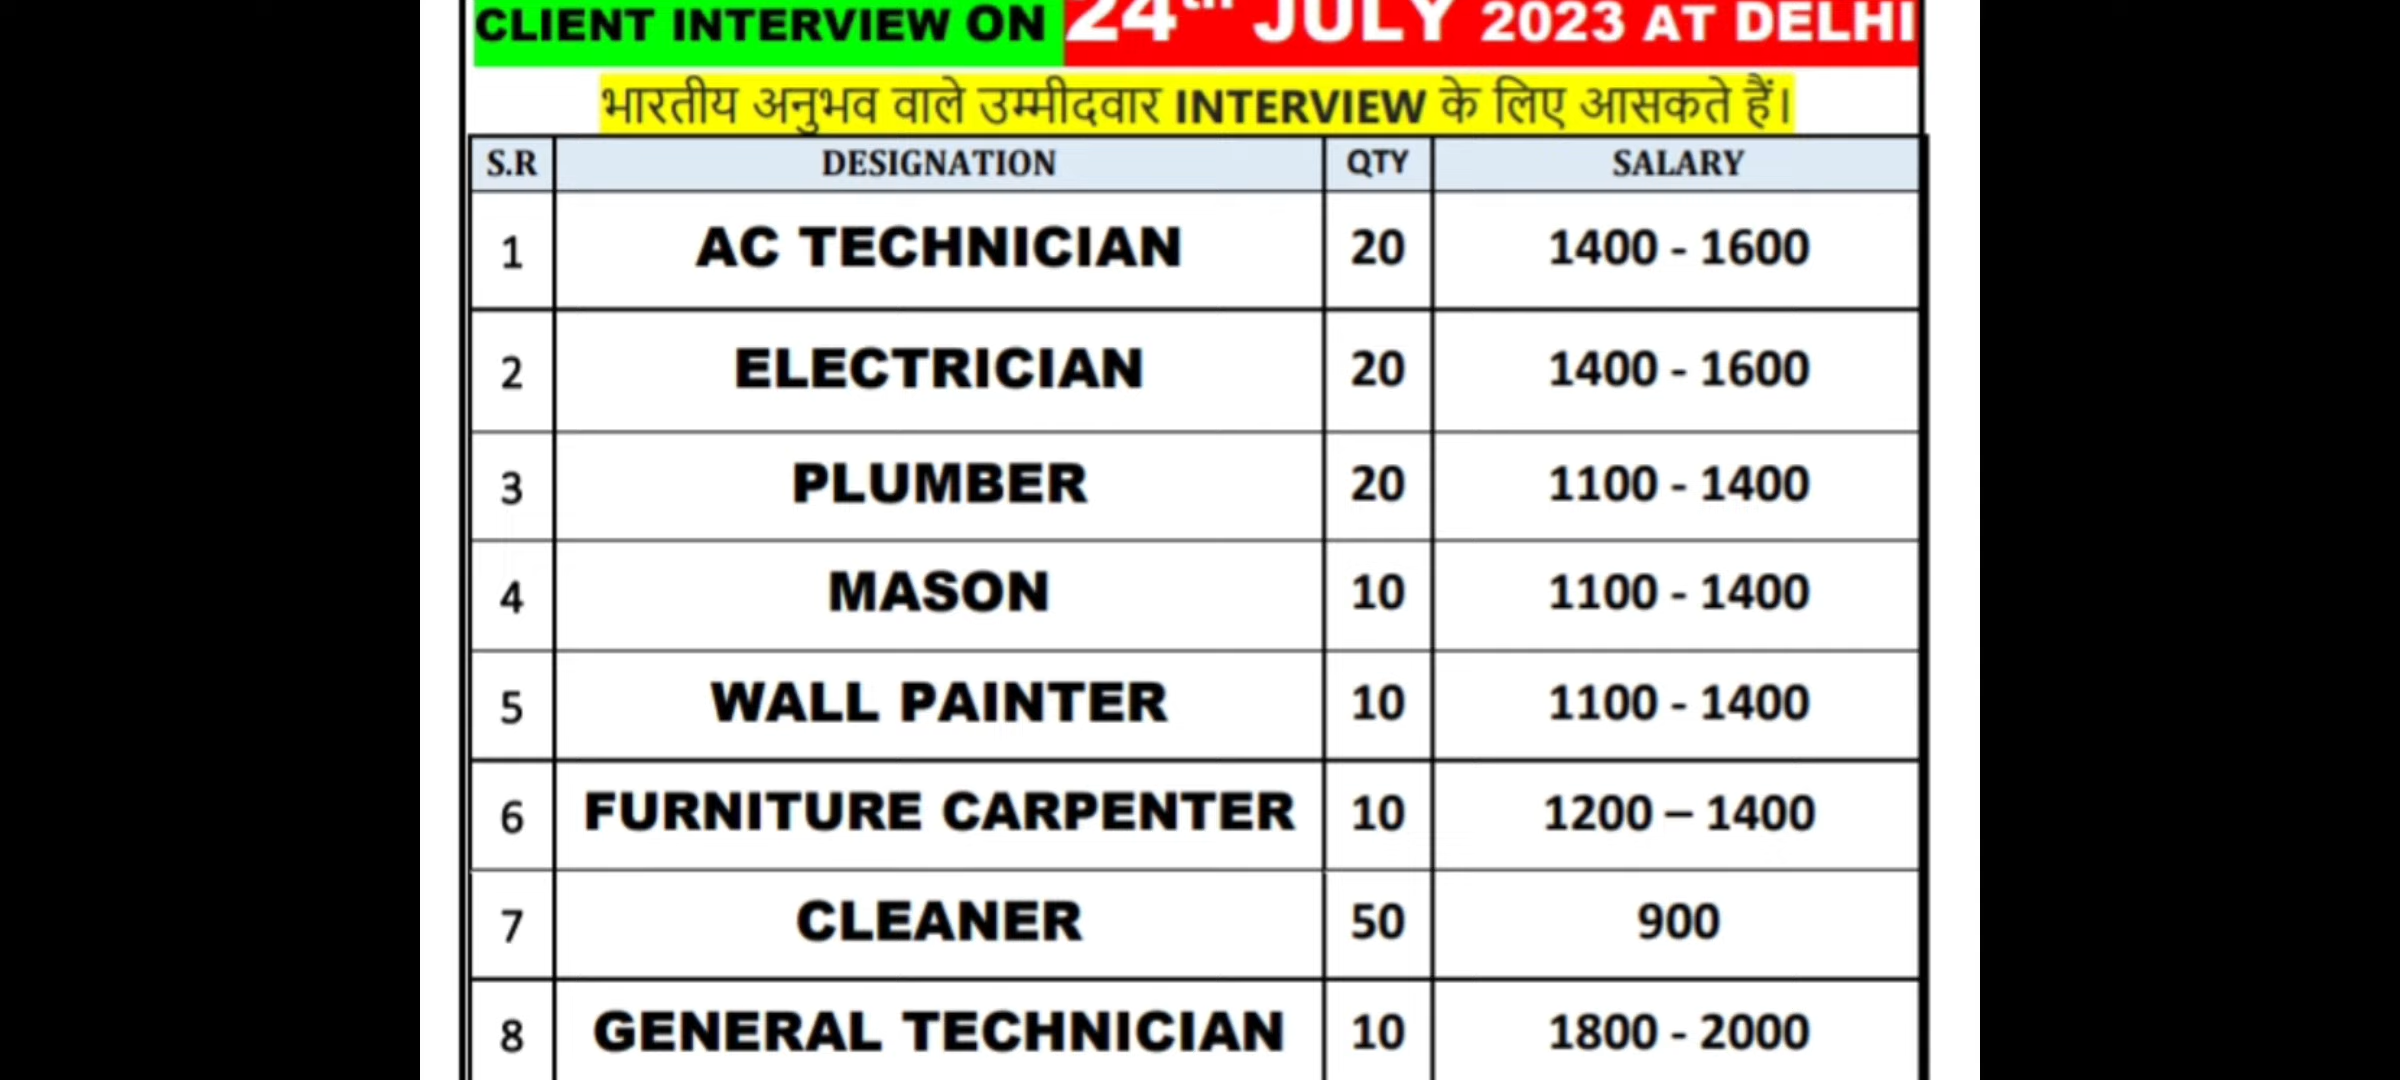 CLIENT INTERVIEW ON 24th JULY 2023 AT DELHI
भारतीय अनुभव वाले उम्मीदवार INTERVIEW के लिए आसकते हैं।
S.R DESIGNATION QTY SALARY
1 AC TECHNICIAN 20 1400 - 1600
2 ELECTRICIAN 20 1400 - 1600
3 PLUMBER 20 1100 - 1400
4 MASON 10 1100 - 1400
5 WALL PAINTER 10 1100 - 1400
6 FURNITURE CARPENTER 10 1200 – 1400
7 CLEANER 50 900
8 GENERAL TECHNICIAN 10 1800 - 2000